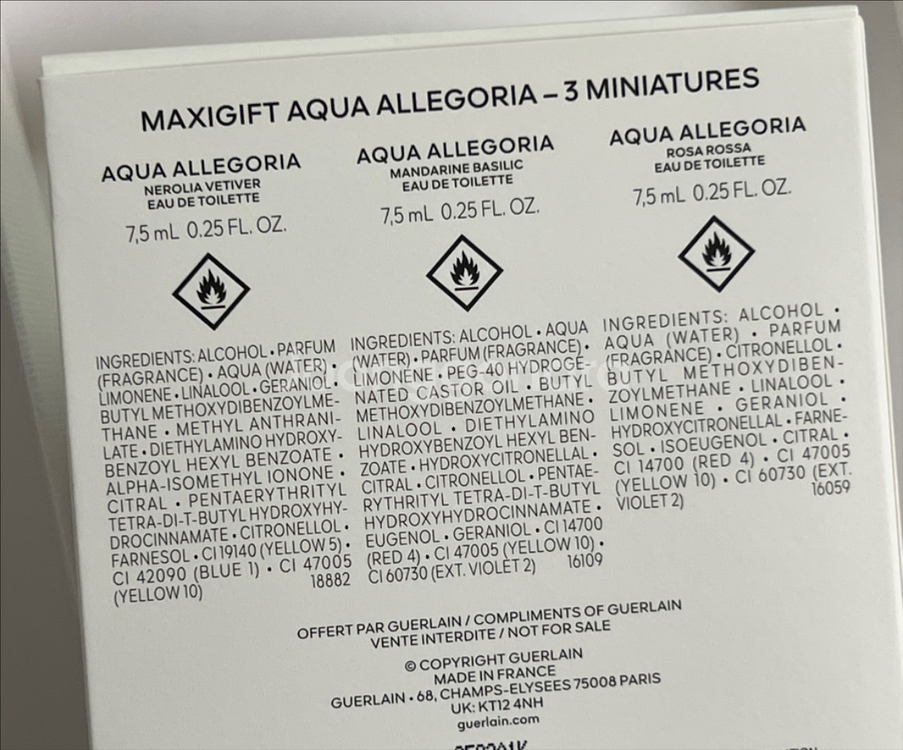 MAXIGIFT AQUA ALLEGORIA – 3 MINIATURES
AQUA ALLEGORIA
NEROLIA VETIVER
EAU DE TOILETTE
7,5 mL 0.25 FL. OZ.
INGREDIENTS: ALCOHOL • PARFUM
(FRAGRANCE) • AQUA (WATER) •
LIMONENE • LINALOOL • GERANIOL •
BUTYL METHOXYDIBENZOYLME-
THANE • METHYL ANTHRANI-
LATE • DIETHYLAMINO HYDROXY-
BENZOYL HEXYL BENZOATE •
ALPHA-ISOMETHYL IONONE •
CITRAL • PENTAERYTHRITYL
TETRA-DI-T-BUTYL HYDROXYHY-
DROCINNAMATE • CITRONELLOL •
FARNESOL • CI 19140 (YELLOW 5) •
CI 42090 (BLUE 1) • CI 47005
(YELLOW 10) 18882
AQUA ALLEGORIA
MANDARINE BASILIC
EAU DE TOILETTE
7,5 mL 0.25 FL. OZ.
INGREDIENTS: ALCOHOL • AQUA
(WATER) • PARFUM (FRAGRANCE) •
LIMONENE • PEG-40 HYDROGE-
NATED CASTOR OIL • BUTYL
METHOXYDIBENZOYLMETHANE •
LINALOOL • DIETHYLAMINO
HYDROXYBENZOYL HEXYL BEN-
ZOATE • HYDROXYCITRONELLAL •
CITRAL • CITRONELLOL • PENTAE-
RYTHRITYL TETRA-DI-T-BUTYL
HYDROXYHYDROCINNAMATE •
EUGENOL • GERANIOL • CI 14700
(RED 4) • CI 47005 (YELLOW 10) •
CI 60730 (EXT. VIOLET 2) 16109
AQUA ALLEGORIA
ROSA ROSSA
EAU DE TOILETTE
7,5 mL 0.25 FL. OZ.
INGREDIENTS: ALCOHOL •
AQUA (WATER) • PARFUM
(FRAGRANCE) • CITRONELLOL •
BUTYL METHOXYDIBEN-
ZOYLMETHANE • LINALOOL •
LIMONENE • GERANIOL •
HYDROXYCITRONELLAL • FARNE-
SOL • ISOEUGENOL • CITRAL •
CI 14700 (RED 4) • CI 47005
(YELLOW 10) • CI 60730 (EXT.
VIOLET 2) 16059
OFFERT PAR GUERLAIN / COMPLIMENTS OF GUERLAIN
VENTE INTERDITE / NOT FOR SALE
© COPYRIGHT GUERLAIN
MADE IN FRANCE
GUERLAIN • 68, CHAMPS-ELYSEES 75008 PARIS
UK: KT12 4NH
guerlain.com